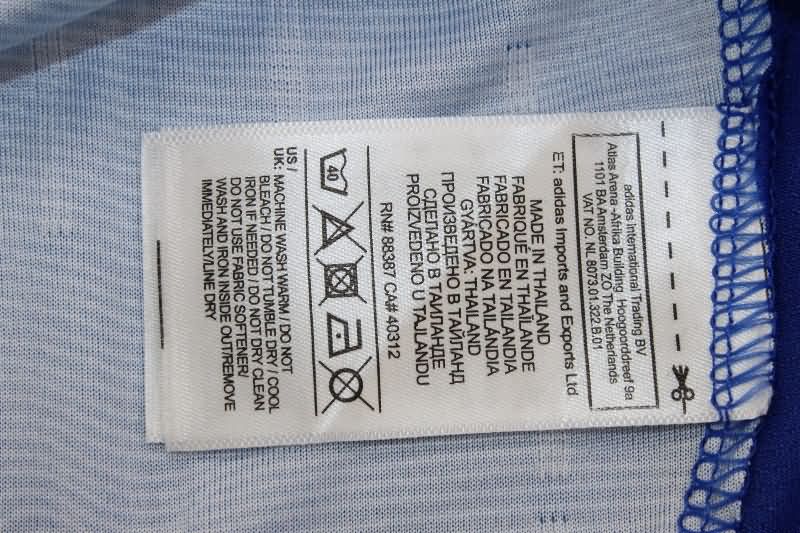 adidas International Trading BV
Atlas Arena -Afrika Building Hoogoorddreef 9a
1101 BA Amsterdam ZO The Netherlands
VAT NO. NL 8073.01.322.B.01
ET: adidas Imports and Exports Ltd
MADE IN THAILAND
FABRIQUÉ EN THAÏLANDE
FABRICADO EN TAILANDIA
FABRICADO NA TAILÂNDIA
GYÁRTVA: THAILAND
ПРОИЗВЕДЕНО В ТАЙЛАНД
СДЕЛАНО В ТАИЛАНДЕ
PROIZVEDENO U TAJLANDU
RN# 88387 CA# 40312
40
US /
UK: MACHINE WASH WARM / DO NOT
BLEACH / DO NOT TUMBLE DRY / COOL
IRON IF NEEDED / DO NOT DRY CLEAN
DO NOT USE FABRIC SOFTENER/
WASH AND IRON INSIDE OUT/REMOVE
IMMEDIATELY/LINE DRY